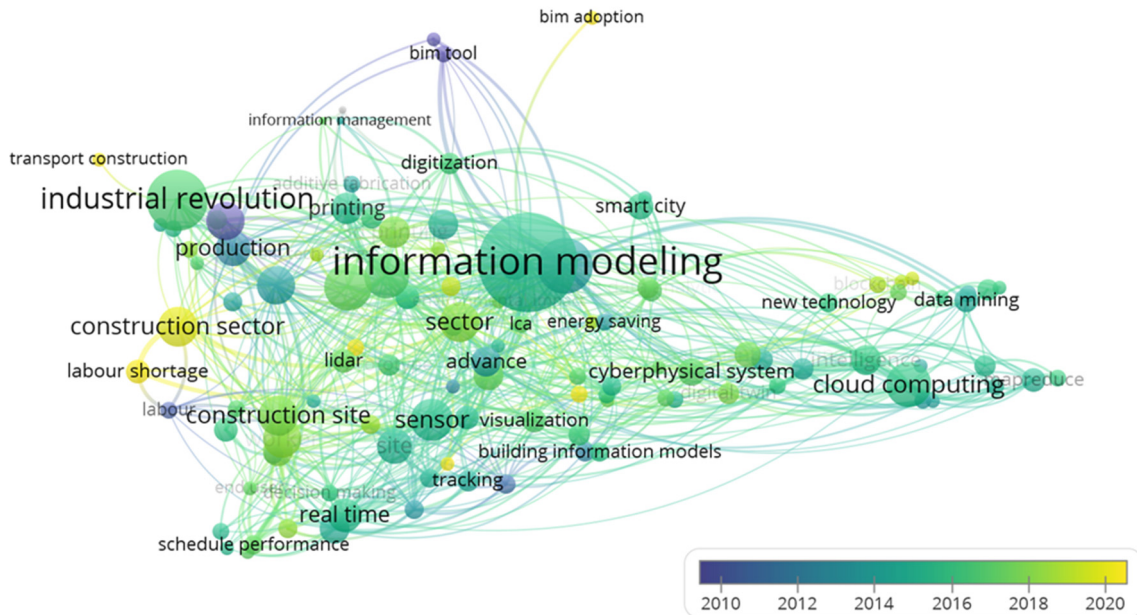 bim adoption
bim tool
information management
transport construction
digitization
additive fabrication
industrial revolution
printing
smart city
production
information modeling
blockchain
new technology
data mining
construction sector
sector
lca
energy saving
lidar
advance
intelligence
labour shortage
cyberphysical system
cloud computing
mapreduce
digital twin
labour
construction site
sensor
visualization
site
building information models
tracking
decision making
real time
schedule performance
2010
2012
2014
2016
2018
2020